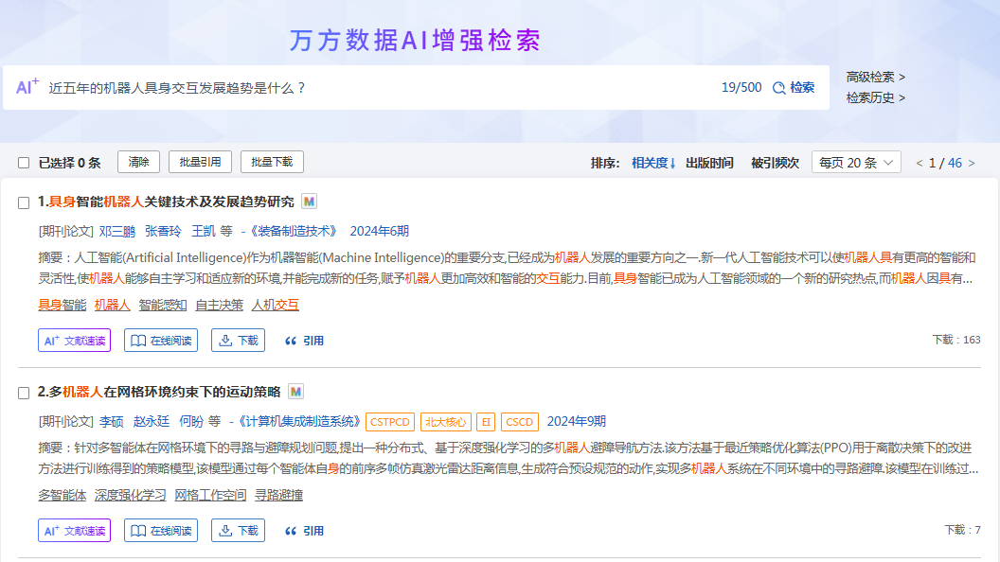 万方数据AI增强检索
AI+ 近五年的机器人具身交互发展趋势是什么？ 19/500 检索
高级检索 >
检索历史 >
已选择 0 条 清除 批量引用 批量下载 排序: 相关度↓ 出版时间 被引频次 每页 20 条 < 1 / 46 >
1.具身智能机器人关键技术及发展趋势研究 M
[期刊论文] 邓三鹏 张香玲 王凯 等 -《装备制造技术》 2024年6期
摘要：人工智能(Artificial Intelligence)作为机器智能(Machine Intelligence)的重要分支,已经成为机器人发展的重要方向之一.新一代人工智能技术可以使机器人具有更高的智能和
灵活性,使机器人能够自主学习和适应新的环境,并能完成新的任务,赋予机器人更加高效和智能的交互能力.目前,具身智能已成为人工智能领域的一个新的研究热点,而机器人因具有...
具身智能 机器人 智能感知 自主决策 人机交互
AI+ 文献速读 在线阅读 下载 引用 下载：163
2.多机器人在网格环境约束下的运动策略 M
[期刊论文] 李硕 赵永廷 何盼 等 -《计算机集成制造系统》 CSTPCD 北大核心 EI CSCD 2024年9期
摘要：针对多智能体在网格环境下的寻路与避障规划问题,提出一种分布式、基于深度强化学习的多机器人避障导航方法.该方法基于最近策略优化算法(PPO)用于离散决策下的改进
方法进行训练得到的策略模型,该模型通过每个智能体自身的前序多帧仿真激光雷达距离信息,生成符合预设规范的动作,实现多机器人系统在不同环境中的寻路避障.该模型在训练过...
多智能体 深度强化学习 网格工作空间 寻路避撞
AI+ 文献速读 在线阅读 下载 引用 下载：7